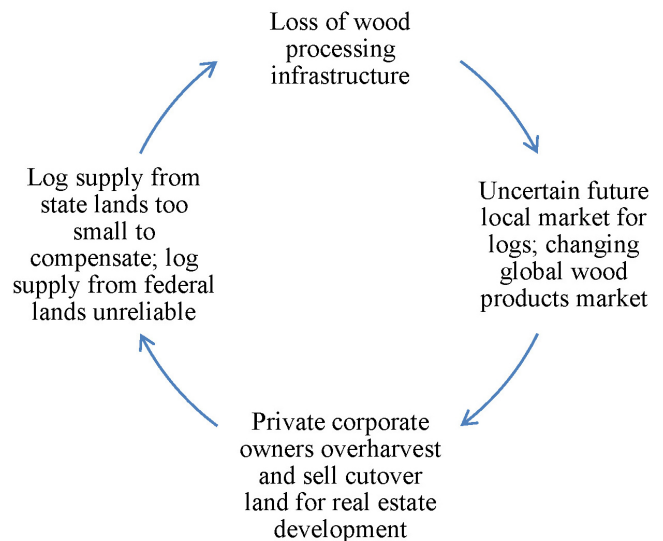 Loss of wood
processing
infrastructure
Uncertain future
local market for
logs; changing
global wood
products market
Private corporate
owners overharvest
and sell cutover
land for real estate
development
Log supply from
state lands too
small to
compensate; log
supply from federal
lands unreliable